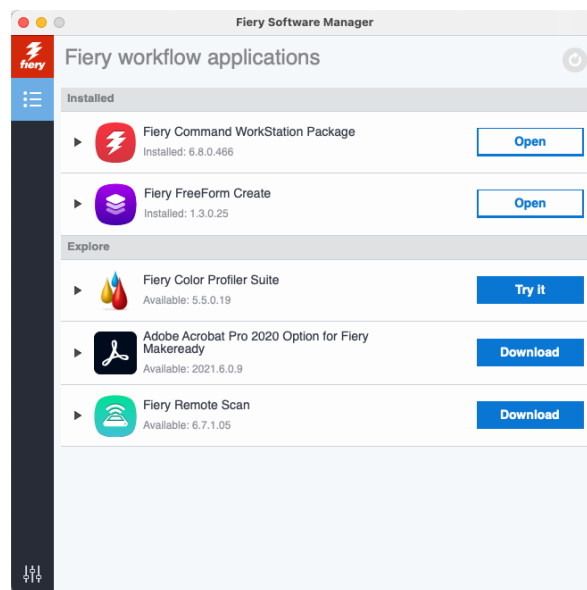 Fiery Software Manager
fiery
Fiery workflow applications
Installed
Fiery Command WorkStation Package
Installed: 6.8.0.466
Open
Fiery FreeForm Create
Installed: 1.3.0.25
Open
Explore
Fiery Color Profiler Suite
Available: 5.5.0.19
Try it
Adobe Acrobat Pro 2020 Option for Fiery
Makeready
Available: 2021.6.0.9
Download
Fiery Remote Scan
Available: 6.7.1.05
Download